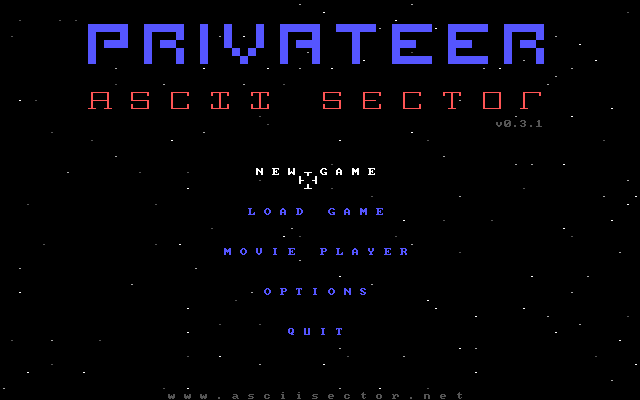 PRIVATEER
ASCII SECTOR
v0.3.1
NEW GAME
LOAD GAME
MOVIE PLAYER
OPTIONS
QUIT
www.asciisector.net